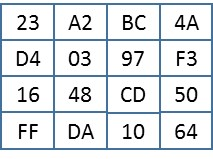 23 A2 BC 4A
D4 03 97 F3
16 48 CD 50
FF DA 10 64